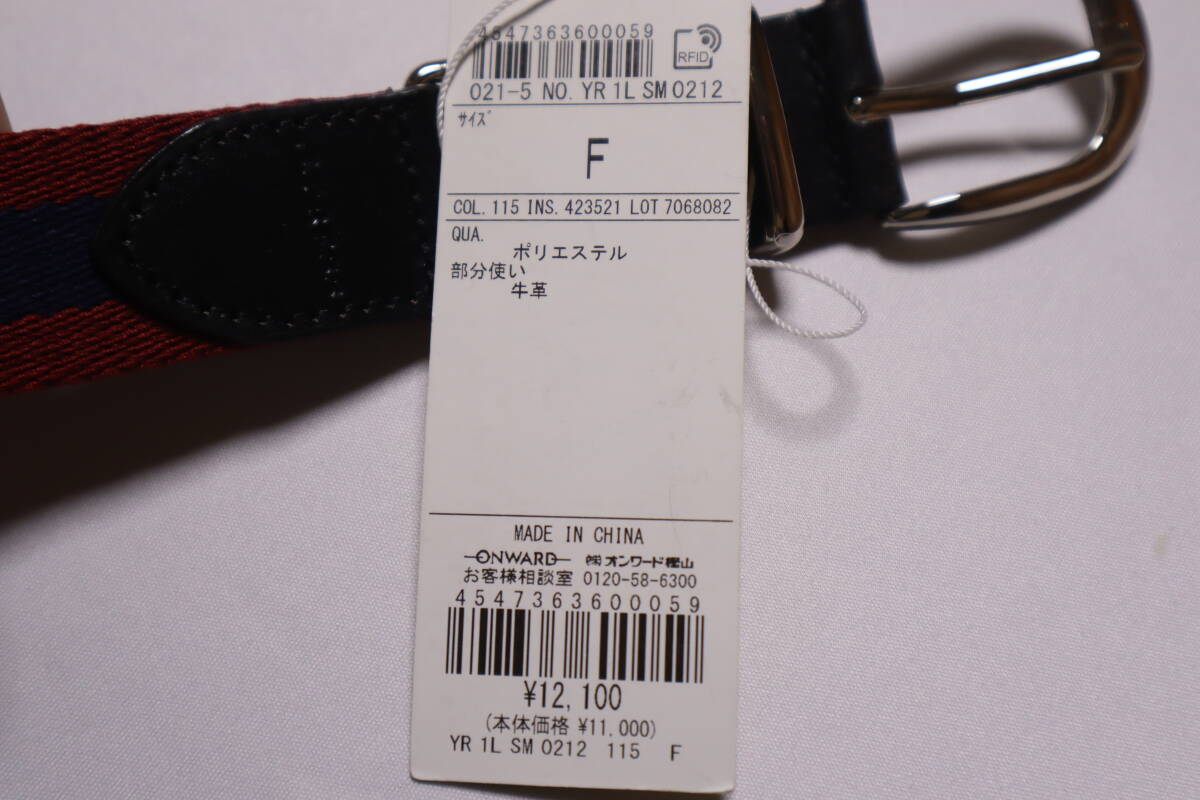 4547363600059
RFID
021-5 NO. YR 1L SM 0212
サイズ
F
COL. 115 INS. 423521 LOT 7068082
QUA.
ポリエステル
部分使い
牛革
MADE IN CHINA
ONWARD ㈱オンワード樫山
お客様相談室 0120-58-6300
4547363600059
¥12,100
(本体価格 ¥11,000)
YR 1L SM 0212 115 F